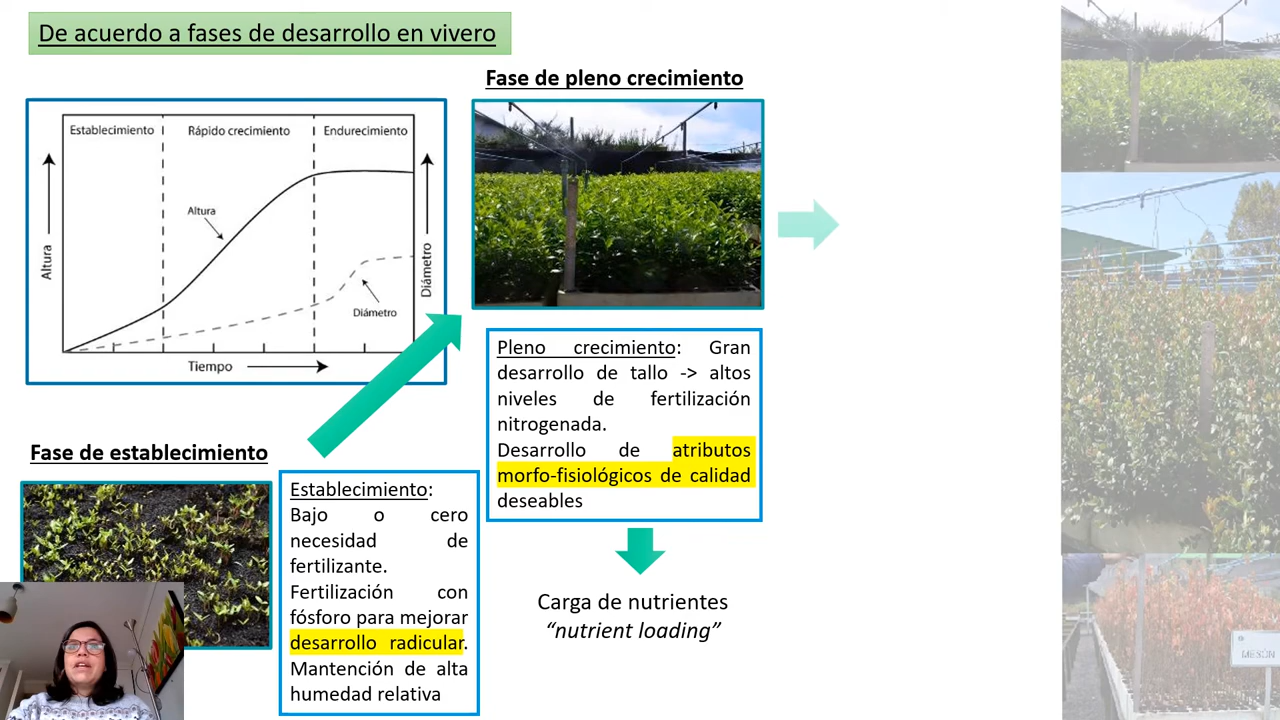 De acuerdo a fases de desarrollo en vivero
Establecimiento
Rápido crecimiento
Endurecimiento
Altura
Altura
Diámetro
Diámetro
Tiempo
Fase de pleno crecimiento
Pleno crecimiento: Gran
desarrollo de tallo -> altos
niveles de fertilización
nitrogenada.
Desarrollo de atributos
morfo-fisiológicos de calidad
deseables
Carga de nutrientes
“nutrient loading”
Fase de establecimiento
Establecimiento:
Bajo o cero
necesidad de
fertilizante.
Fertilización con
fósforo para mejorar
desarrollo radicular.
Mantención de alta
humedad relativa
MESÓN